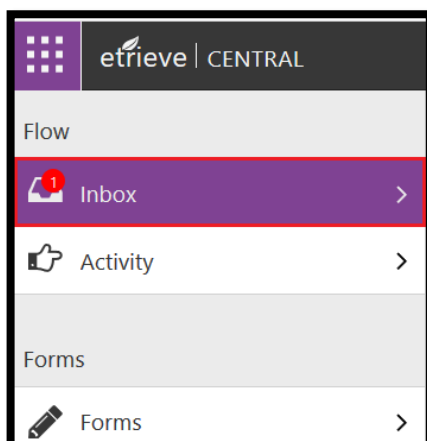 etrieve | CENTRAL
Flow
1
Inbox
Activity
Forms
Forms